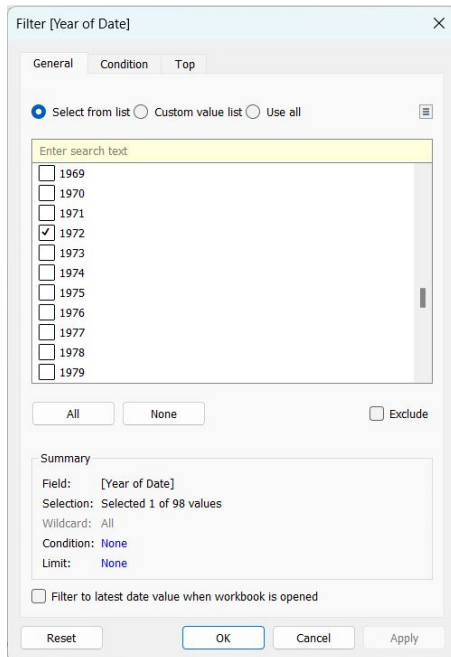 Filter [Year of Date]
General Condition Top
Select from list Custom value list Use all
Enter search text
1969
1970
1971
1972
1973
1974
1975
1976
1977
1978
1979
All None Exclude
Summary
Field: [Year of Date]
Selection: Selected 1 of 98 values
Wildcard: All
Condition: None
Limit: None
Filter to latest date value when workbook is opened
Reset OK Cancel Apply